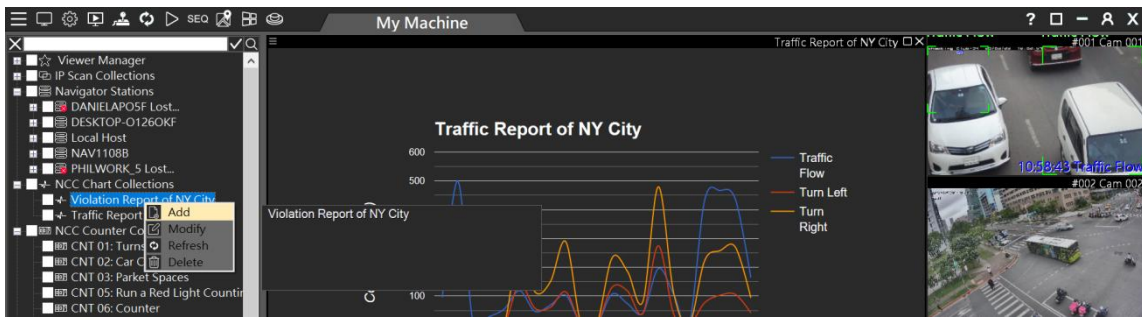 SEQ
My Machine
?
X
Traffic Report of NY City
Viewer Manager
IP Scan Collections
Navigator Stations
DANIELAPO5F Lost...
DESKTOP-O126OKF
Local Host
NAV1108B
PHILWORK_5 Lost...
NCC Chart Collections
Violation Report of NY City
Traffic Report
NCC Counter Co
CNT 01: Turns
CNT 02: Car C
CNT 03: Parket Spaces
CNT 05: Run a Red Light Countin
CNT 06: Counter
Add
Modify
Refresh
Delete
Violation Report of NY City
Traffic Report of NY City
600
500
100
Traffic
Flow
Turn Left
Turn
Right
#001 Cam 001
10:58:43 Traffic Flow
#002 Cam 002